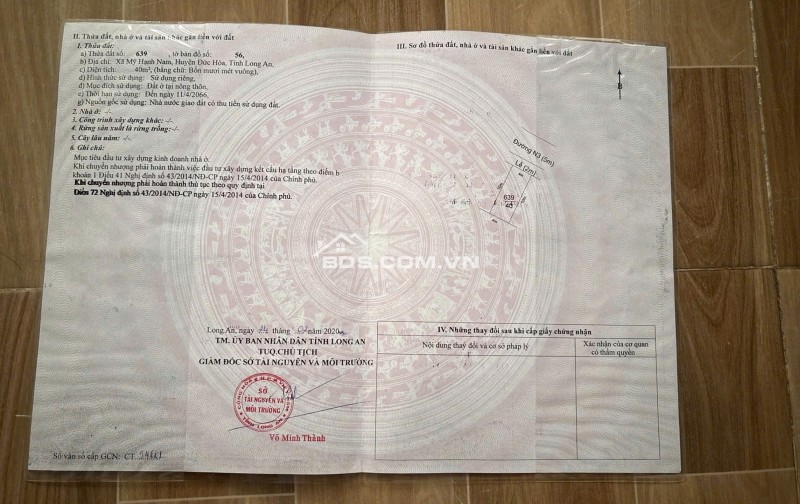 II. Thửa đất, nhà ở và tài sản khác gắn liền với đất
1. Thửa đất:
a) Thửa đất số: 639, tờ bản đồ số: 56,
b) Địa chỉ: Xã Mỹ Hạnh Nam, Huyện Đức Hòa, Tỉnh Long An,
c) Diện tích: 40m², (bằng chữ: Bốn mươi mét vuông),
d) Hình thức sử dụng: Sử dụng riêng,
đ) Mục đích sử dụng: Đất ở tại nông thôn,
e) Thời hạn sử dụng: Đến ngày 11/4/2066,
g) Nguồn gốc sử dụng: Nhà nước giao đất có thu tiền sử dụng đất.
2. Nhà ở: -/-
3. Công trình xây dựng khác: -/-
4. Rừng sản xuất là rừng trồng: -/-
5. Cây lâu năm: -/-
6. Ghi chú:
Mục tiêu đầu tư xây dựng kinh doanh nhà ở.
Khi chuyển nhượng phải hoàn thành việc đầu tư xây dựng kết cấu hạ tầng theo điểm b
khoản 1 Điều 41 Nghị định số 43/2014/NĐ-CP ngày 15/4/2014 của Chính phủ.
Khi chuyển nhượng phải hoàn thành thủ tục theo quy định tại
Điều 72 Nghị định số 43/2014/NĐ-CP ngày 15/4/2014 của Chính phủ.
Long An, ngày tháng năm 2020
TM. ỦY BAN NHÂN DÂN TỈNH LONG AN
TUQ.CHỦ TỊCH
GIÁM ĐỐC SỞ TÀI NGUYÊN VÀ MÔI TRƯỜNG
SỞ
TÀI NGUYÊN VÀ
MÔI TRƯỜNG
TỈNH LONG AN
Võ Minh Thành
Số vào sổ cấp GCN: CT
III. Sơ đồ thửa đất, nhà ở và tài sản khác gắn liền với đất
B
Đường N3 (5m)
Lề (2m)
639
40
BDS.COM.VN
IV. Những thay đổi sau khi cấp giấy chứng nhận
Nội dung thay đổi và cơ sở pháp lý
Xác nhận của cơ quan
có thẩm quyền